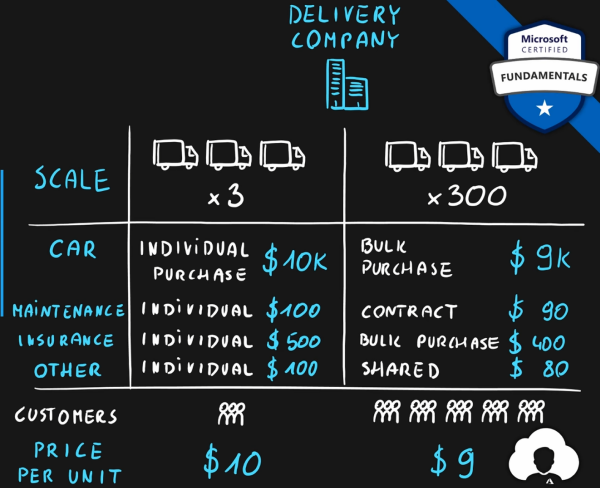 DELIVERY
COMPANY
Microsoft
CERTIFIED
FUNDAMENTALS
SCALE
x3
x300
CAR
INDIVIDUAL
PURCHASE
$10K
BULK
PURCHASE
$9K
MAINTENANCE INDIVIDUAL $100 CONTRACT $90
INSURANCE INDIVIDUAL $500 BULK PURCHASE $400
OTHER INDIVIDUAL $100 SHARED $80
CUSTOMERS
PRICE
PER UNIT
$10
$9